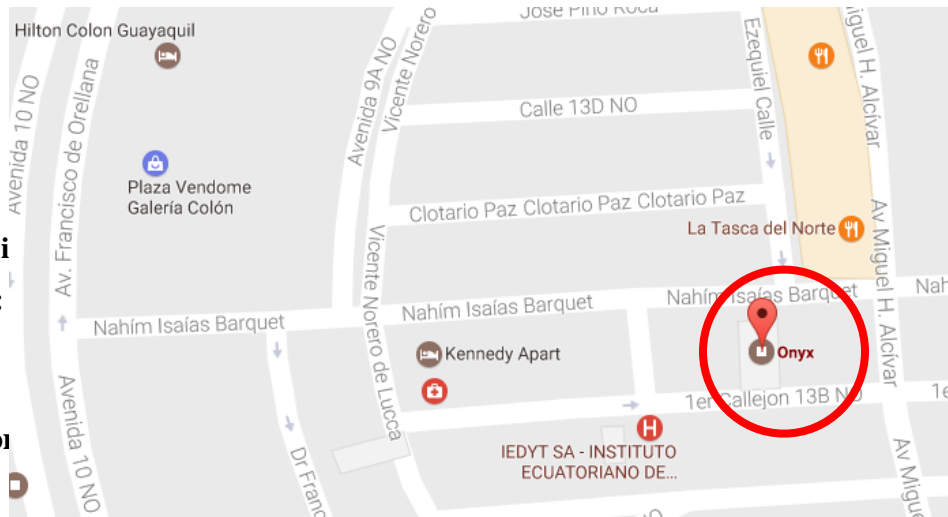 José Pino Roca
Hilton Colon Guayaquil
Avenida 10 NO
Av. Francisco de Orellana
Avenida 9A NO
Vicente Norero
Ezequiel Calle
Miguel H. Alcívar
Calle 13D NO
Plaza Vendome
Galería Colón
Clotario Paz Clotario Paz Clotario Paz
La Tasca del Norte
Av Miguel H. Alcívar
Vicente Norero de Lucca
Nahím Isaías Barquet
Nahím Isaías Barquet
Nahím Isaías Barquet
Nah
Kennedy Apart
Onyx
1er Callejon 13B NO
1e
Avenida 10 NO
H
IEDYT SA - INSTITUTO
ECUATORIANO DE...
Dr Franc
Av Migue